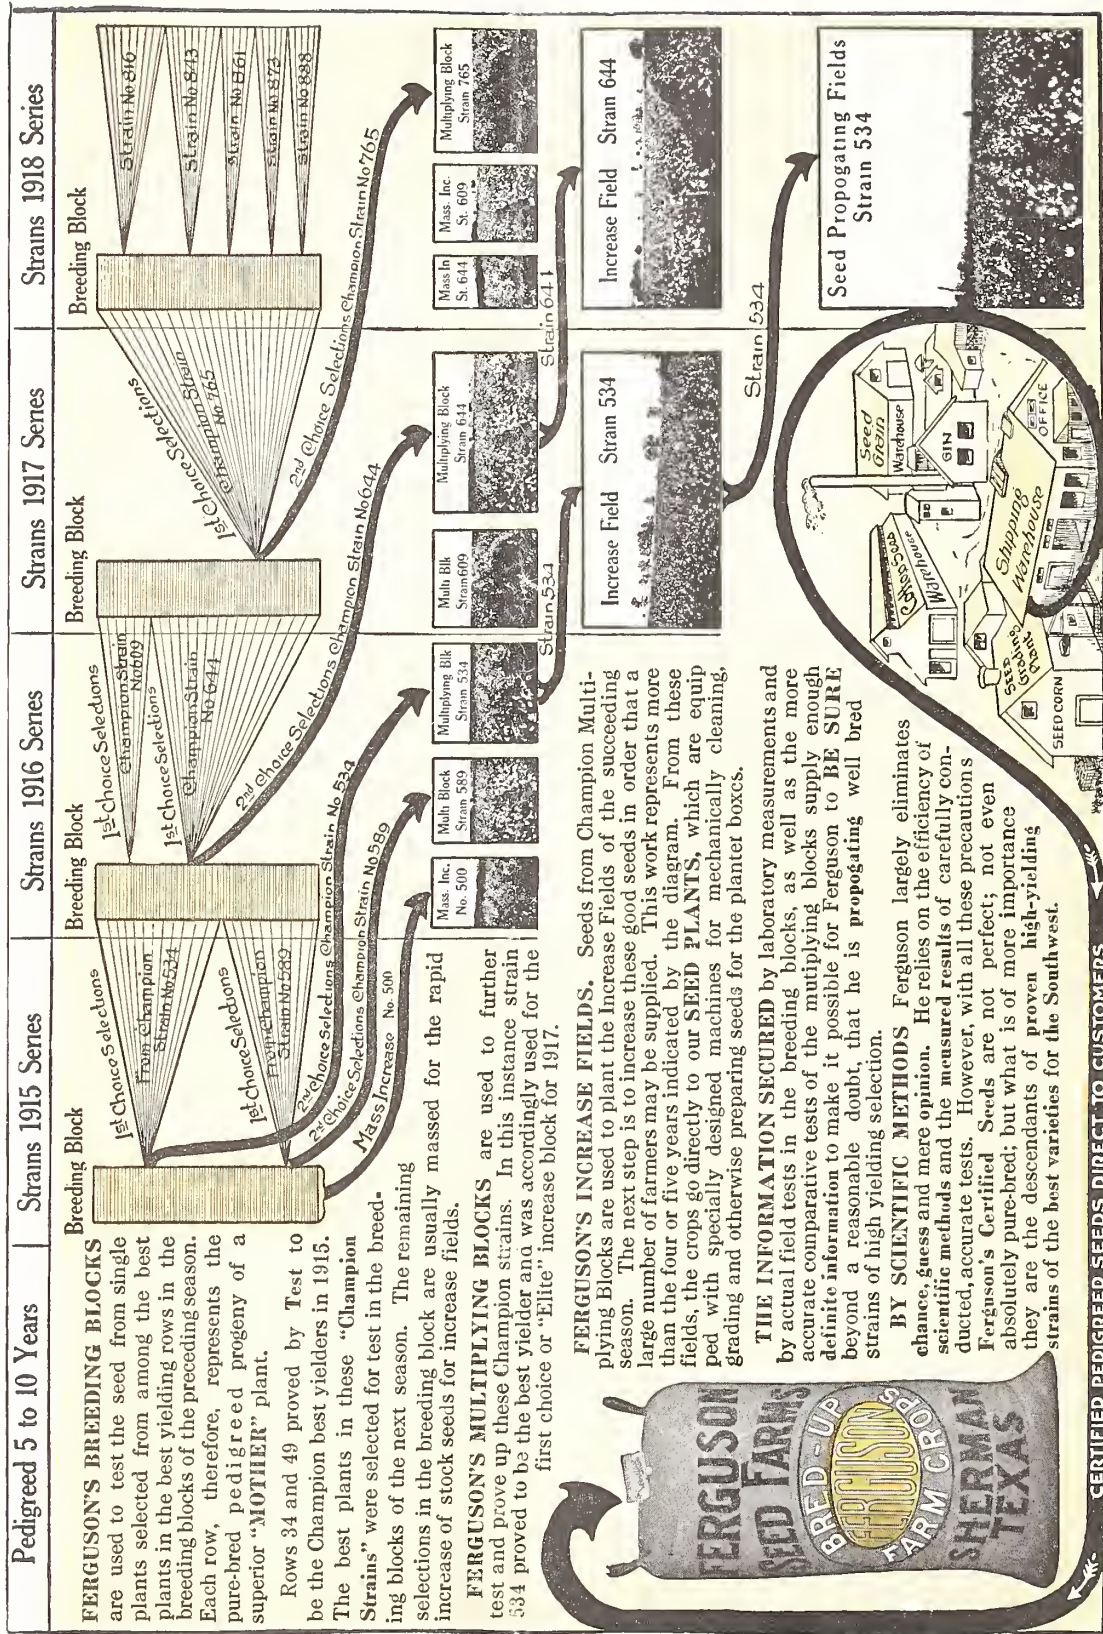 Pedigreed 5 to 10 Years
Strains 1915 Series
Strains 1916 Series
Strains 1917 Series
Strains 1918 Series
FERGUSON'S BREEDING BLOCKS
are used to test the seed from single
plants selected from among the best
plants in the best yielding rows in the
breeding blocks of the preceding season.
Each row, therefore, represents the
pure-bred pedigreed progeny of a
superior "MOTHER" plant.
Rows 34 and 49 proved by Test to
be the Champion best yielders in 1915.
The best plants in these "Champion
Strains" were selected for test in the breed-
ing blocks of the next season. The remaining
selections in the breeding block are usually massed for the rapid
increase of stock seeds for increase fields.
FERGUSON'S MULTIPLYING BLOCKS are used to further
test and prove up these Champion strains. In this instance strain
534 proved to be the best yielder and was accordingly used for the
first choice or "Elite" increase block for 1917.
Breeding Block
1st Choice Selections
From Champion
Strain No 534
1st Choice Selections
From Champion
Strain No 589
2nd Choice Selections Champion Strain No 534
2nd Choice Selections Champion Strain No 589
Mass Increase No. 500
Breeding Block
1st Choice Selections
Champion Strain
No 609
1st Choice Selections
Champion Strain
No 644
2nd Choice Selections Champion Strain No 644
Breeding Block
1st Choice Selections
Champion Strain
No 765
2nd Choice Selections Champion Strain No 765
Breeding Block
Strain No 816
Strain No 843
Strain No 861
Strain No 873
Strain No 888
Mass. Inc.
No. 500
Multi Block
Strain 589
Multiplying Blk
Strain 534
Multi Blk
Strain 609
Multiplying Block
Strain 644
Mass In
St. 644
Mass. Inc.
St. 609
Multiplying Block
Strain 765
Strain 534
Strain 641
Increase Field Strain 534
Increase Field Strain 644
Strain 534
Seed Propogating Fields
Strain 534
FERGUSON'S INCREASE FIELDS. Seeds from Champion Multi-
plying Blocks are used to plant the Increase Fields of the succeeding
season. The next step is to increase these good seeds in order that a
large number of farmers may be supplied. This work represents more
than the four or five years indicated by the diagram. From these
fields, the crops go directly to our SEED PLANTS, which are equip
ped with specially designed machines for mechanically cleaning,
grading and otherwise preparing seeds for the planter boxes.
THE INFORMATION SECURED by laboratory measurements and
by actual field tests in the breeding blocks, as well as the more
accurate comparative tests of the mutiplying blocks supply enough
definite information to make it possible for Ferguson to BE SURE
beyond a reasonable doubt, that he is propogating well bred
strains of high yielding selection.
BY SCIENTIFIC METHODS Ferguson largely eliminates
chance, guess and mere opinion. He relies on the efficiency of
scientific methods and the measured results of carefully con-
ducted, accurate tests. However, with all these precautions
Ferguson's Certified Seeds are not perfect; not even
absolutely pure-bred; but what is of more importance
they are the descendants of proven high-yielding
strains of the best varieties for the Southwest.
FERGUSON
SEED FARMS
BRED-UP
FERGUSON'S
FARM CROPS
SHERMAN
TEXAS
SEED CORN
SEED
Grading
Plant
Cotton Seed
Warehouse
Shipping
Warehouse
Seed
Grain
Warehouse
GIN
OFFICE
CERTIFIED PEDIGREED SEEDS DIRECT TO CUSTOMERS